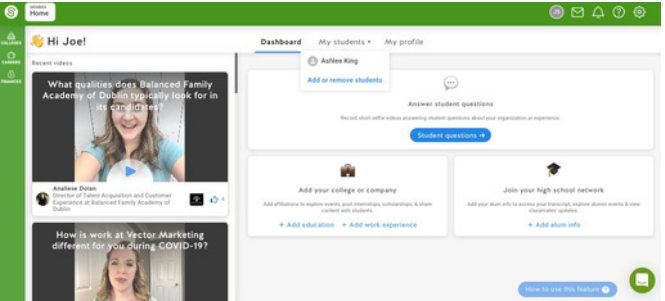 MEMBER
Home
JS
COLLEGES
CAREERS
FINANCES
👋 Hi Joe!
Recent videos
What qualities does Balanced Family
Academy of Dublin typically look for in
its candidates?
Analiese Dolan
Director of Talent Acquisition and Customer
Experience at Balanced Family Academy of
Dublin
4
How is work at Vector Marketing
different for you during COVID-19?
Dashboard My students My profile
Ashlee King
Add or remove students
Answer student questions
Record short selfie videos answering student questions about your organization or experience.
Student questions →
Add your college or company
Add affiliations to explore events, post internships, scholarships, & share
content with students.
+ Add education + Add work experience
Join your high school network
Add your alum info to access your transcript, explore alumni events & view
classmates' updates.
+ Add alum info
How to use this feature